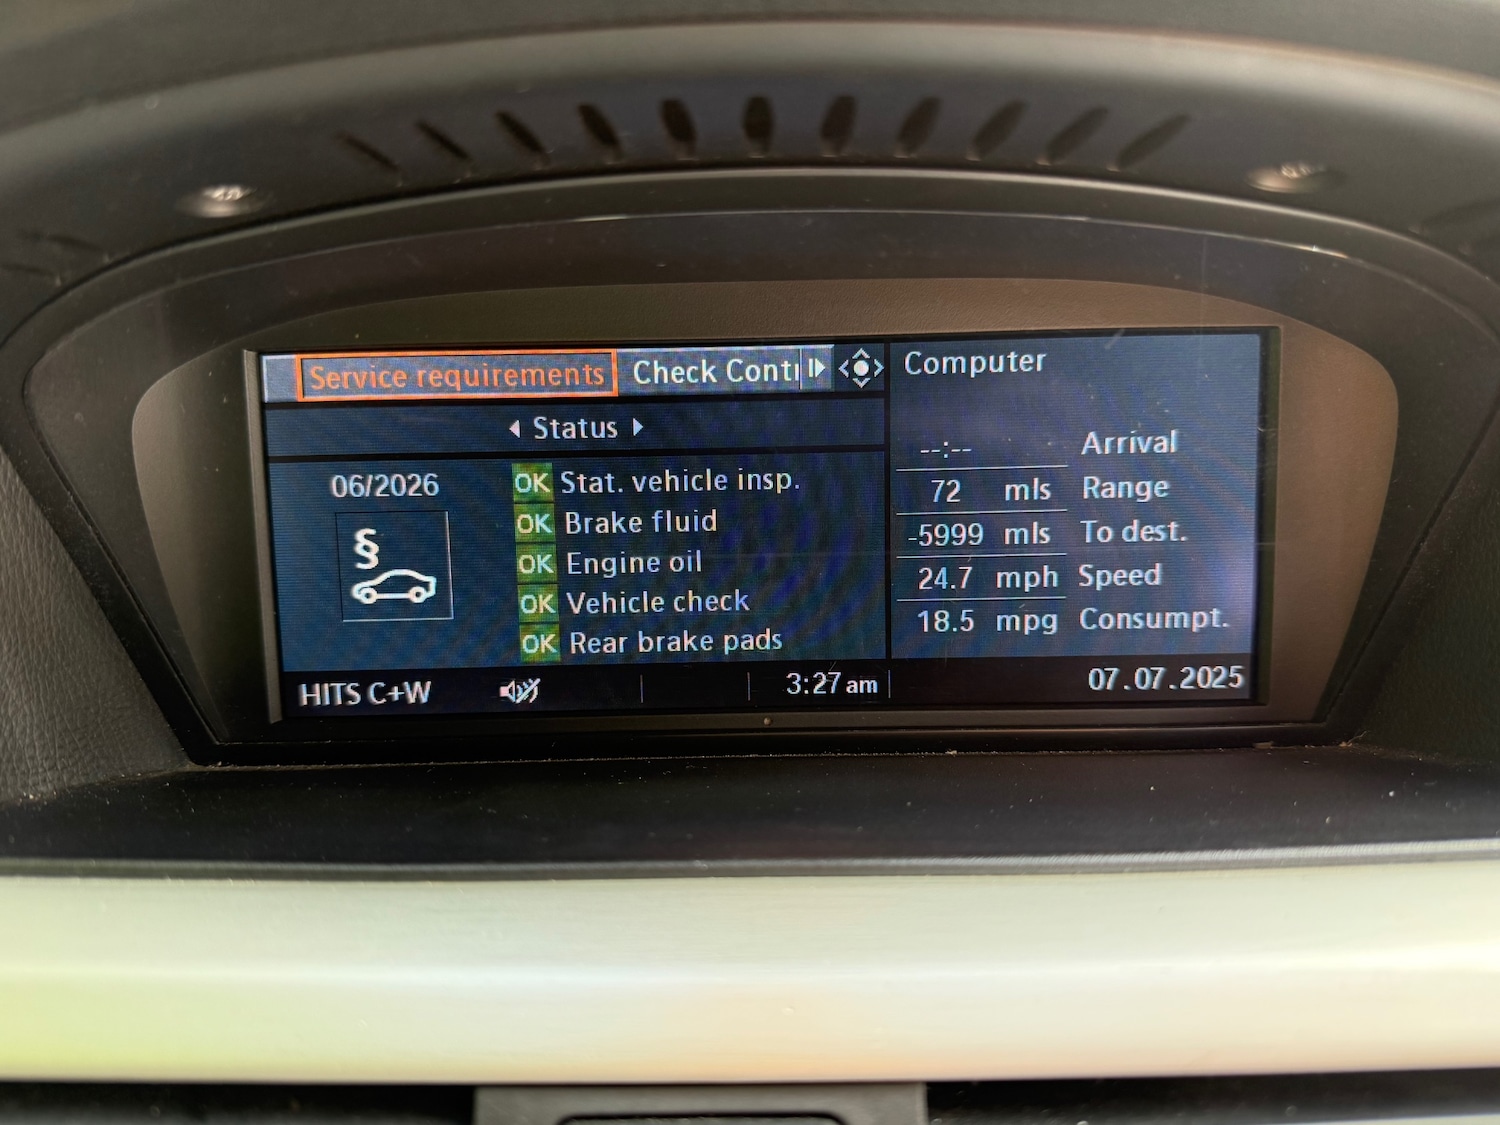 Service requirements
Check Contr
Computer
Status
06/2026
§
OK Stat. vehicle insp.
OK Brake fluid
OK Engine oil
OK Vehicle check
OK Rear brake pads
--:-- Arrival
72 mls Range
-5999 mls To dest.
24.7 mph Speed
18.5 mpg Consumpt.
HITS C+W
3:27 am
07.07.2025